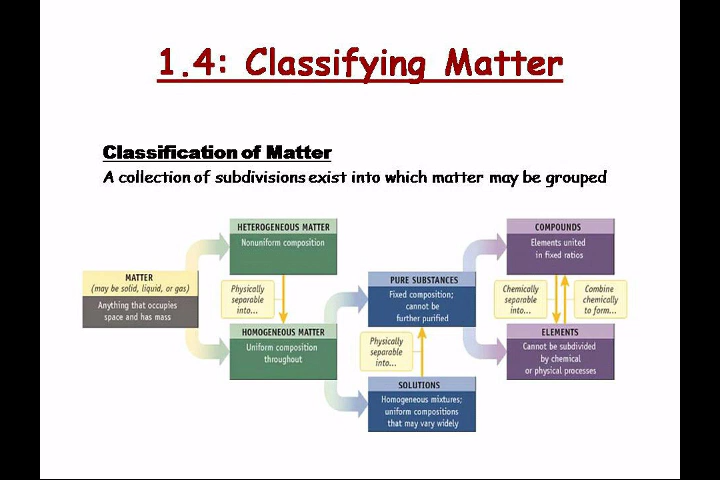 1.4: Classifying Matter
Classification of Matter
A collection of subdivisions exist into which matter may be grouped
MATTER
(may be solid, liquid, or gas)
Anything that occupies
space and has mass
HETEROGENEOUS MATTER
Nonuniform composition
Physically
separable
into...
HOMOGENEOUS MATTER
Uniform composition
throughout
PURE SUBSTANCES
Fixed composition;
cannot be
further purified
Physically
separable
into...
SOLUTIONS
Homogeneous mixtures;
uniform compositions
that may vary widely
COMPOUNDS
Elements united
in fixed ratios
Chemically
separable
into...
Combine
chemically
to form...
ELEMENTS
Cannot be subdivided
by chemical
or physical processes